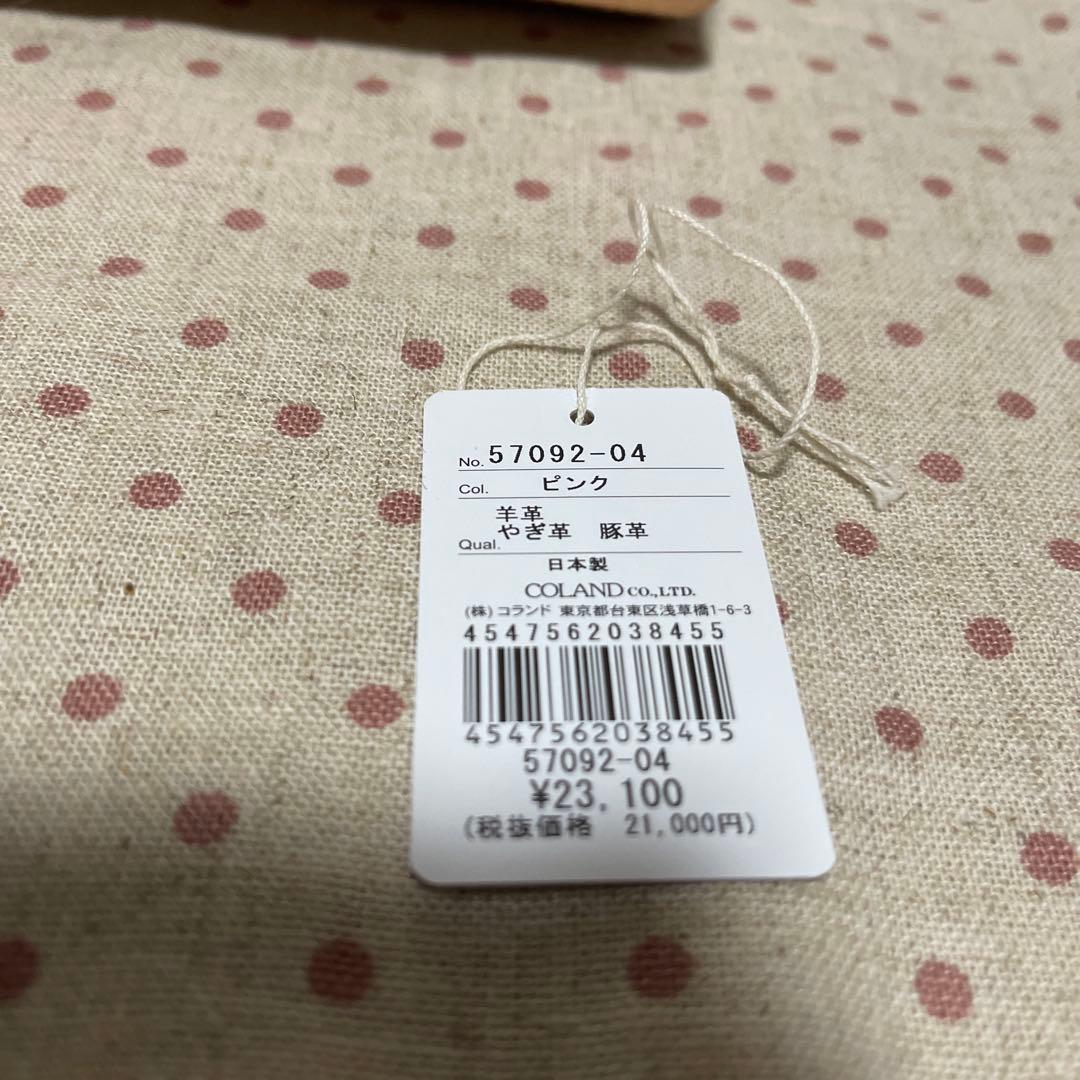 No. 57092-04
Col. ピンク
羊革
やぎ革 豚革
Qual.
日本製
COLAND CO.,LTD.
(株)コランド 東京都台東区浅草橋1-6-3
4547562038455
4547562038455
57092-04
¥23,100
(税抜価格 21,000円)